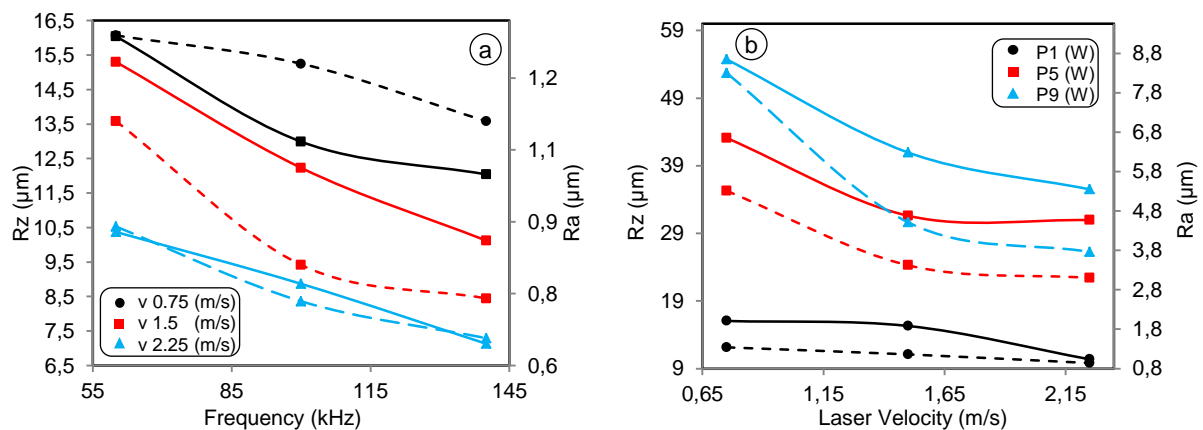 16,5
15,5
14,5
13,5
12,5
11,5
10,5
9,5
8,5
7,5
6,5
Rz (µm)
1,2
1,1
0,9
0,8
0,6
Ra (µm)
a
v 0.75 (m/s)
v 1.5 (m/s)
v 2.25 (m/s)
55
85
115
145
Frequency (kHz)
59
49
39
29
19
9
Rz (µm)
8,8
7,8
6,8
5,8
4,8
3,8
2,8
1,8
0,8
Ra (µm)
b
P1 (W)
P5 (W)
P9 (W)
0,65
1,15
1,65
2,15
Laser Velocity (m/s)